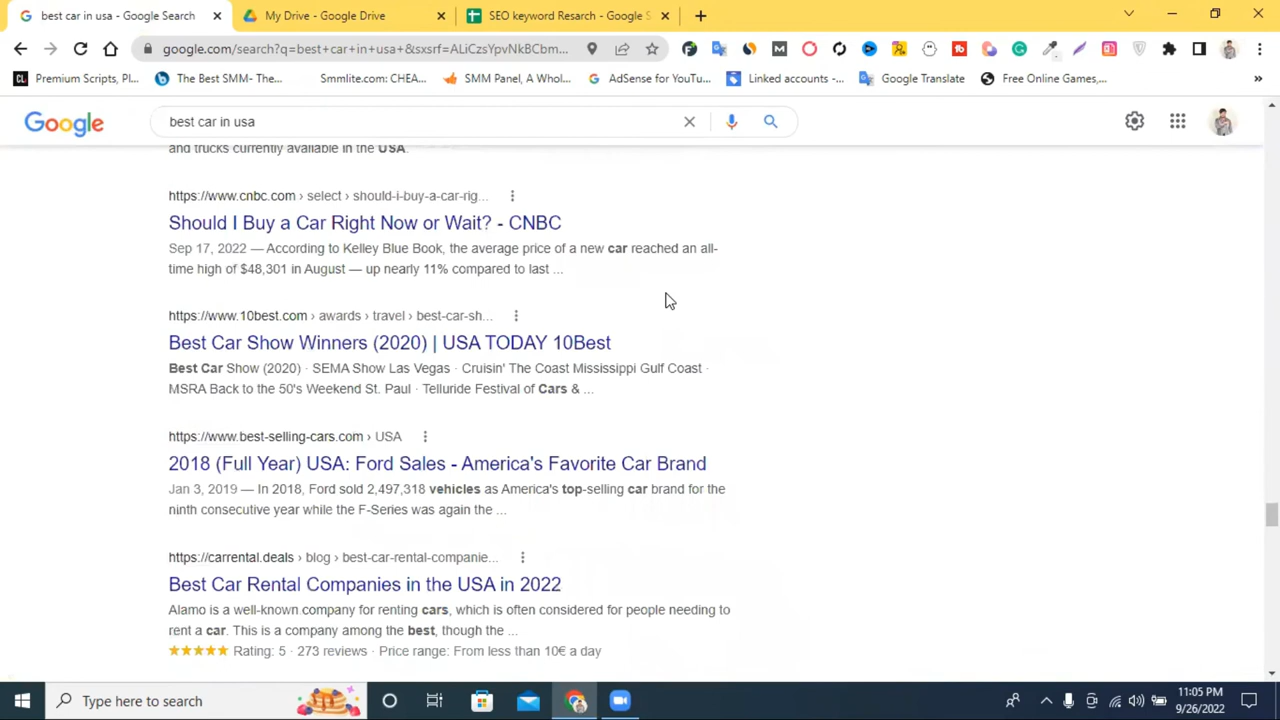 best car in usa - Google Search
My Drive - Google Drive
SEO keyword Resarch - Google S
google.com/search?q=best+car+in+usa+&sxsrf=ALiCzsYpvNkBCbm...
Premium Scripts, Pl...
The Best SMM- The...
Smmlite.com: CHEA...
SMM Panel, A Whol...
AdSense for YouTu...
Linked accounts -...
Google Translate
Free Online Games,...
Google
best car in usa
and trucks currently available in the USA.
https://www.cnbc.com › select › should-i-buy-a-car-rig...
Should I Buy a Car Right Now or Wait? - CNBC
Sep 17, 2022 — According to Kelley Blue Book, the average price of a new car reached an all-
time high of $48,301 in August — up nearly 11% compared to last ...
https://www.10best.com › awards › travel › best-car-sh...
Best Car Show Winners (2020) | USA TODAY 10Best
Best Car Show (2020) · SEMA Show Las Vegas · Cruisin' The Coast Mississippi Gulf Coast ·
MSRA Back to the 50's Weekend St. Paul · Telluride Festival of Cars & ...
https://www.best-selling-cars.com › USA
2018 (Full Year) USA: Ford Sales - America's Favorite Car Brand
Jan 3, 2019 — In 2018, Ford sold 2,497,318 vehicles as America's top-selling car brand for the
ninth consecutive year while the F-Series was again the ...
https://carrental.deals › blog › best-car-rental-companie...
Best Car Rental Companies in the USA in 2022
Alamo is a well-known company for renting cars, which is often considered for people needing to
rent a car. This is a company among the best, though the ...
Rating: 5 · 273 reviews · Price range: From less than 10€ a day
Type here to search
11:05 PM
9/26/2022